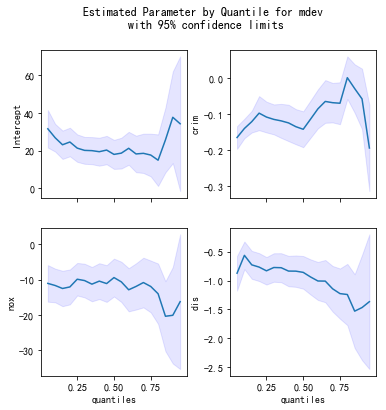 Estimated Parameter by Quantile for mdev
with 95% confidence limits
Intercept
60
40
20
0
crim
0.0
−0.1
−0.2
−0.3
nox
0
−10
−20
−30
0.25 0.50 0.75
quantiles
dis
−0.5
−1.0
−1.5
−2.0
−2.5
0.25 0.50 0.75
quantiles